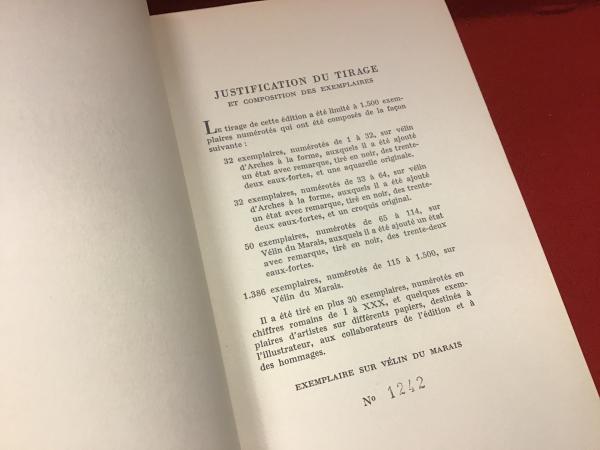 JUSTIFICATION DU TIRAGE
ET COMPOSITION DES EXEMPLAIRES
Le tirage de cette édition a été limité à 1.500 exem-
plaires numérotés qui ont été composés de la façon
suivante :
32 exemplaires, numérotés de 1 à 32, sur vélin
d'Arches à la forme, auxquels il a été ajouté
un état avec remarque, tiré en noir, des trente-
deux eaux-fortes, et une aquarelle originale.
32 exemplaires, numérotés de 33 à 64, sur vélin
d'Arches à la forme, auxquels il a été ajouté
un état avec remarque, tiré en noir, des trente-
deux eaux-fortes, et un croquis original.
50 exemplaires, numérotés de 65 à 114, sur
Vélin du Marais, auxquels il a été ajouté un état
avec remarque, tiré en noir, des trente-deux
eaux-fortes.
1.386 exemplaires, numérotés de 115 à 1.500, sur
Vélin du Marais.
Il a été tiré en plus 30 exemplaires, numérotés en
chiffres romains de I à XXX, et quelques exem-
plaires d'artistes sur différents papiers, destinés à
l'illustrateur, aux collaborateurs de l'édition et à
des hommages.
EXEMPLAIRE SUR VÉLIN DU MARAIS
No 1242